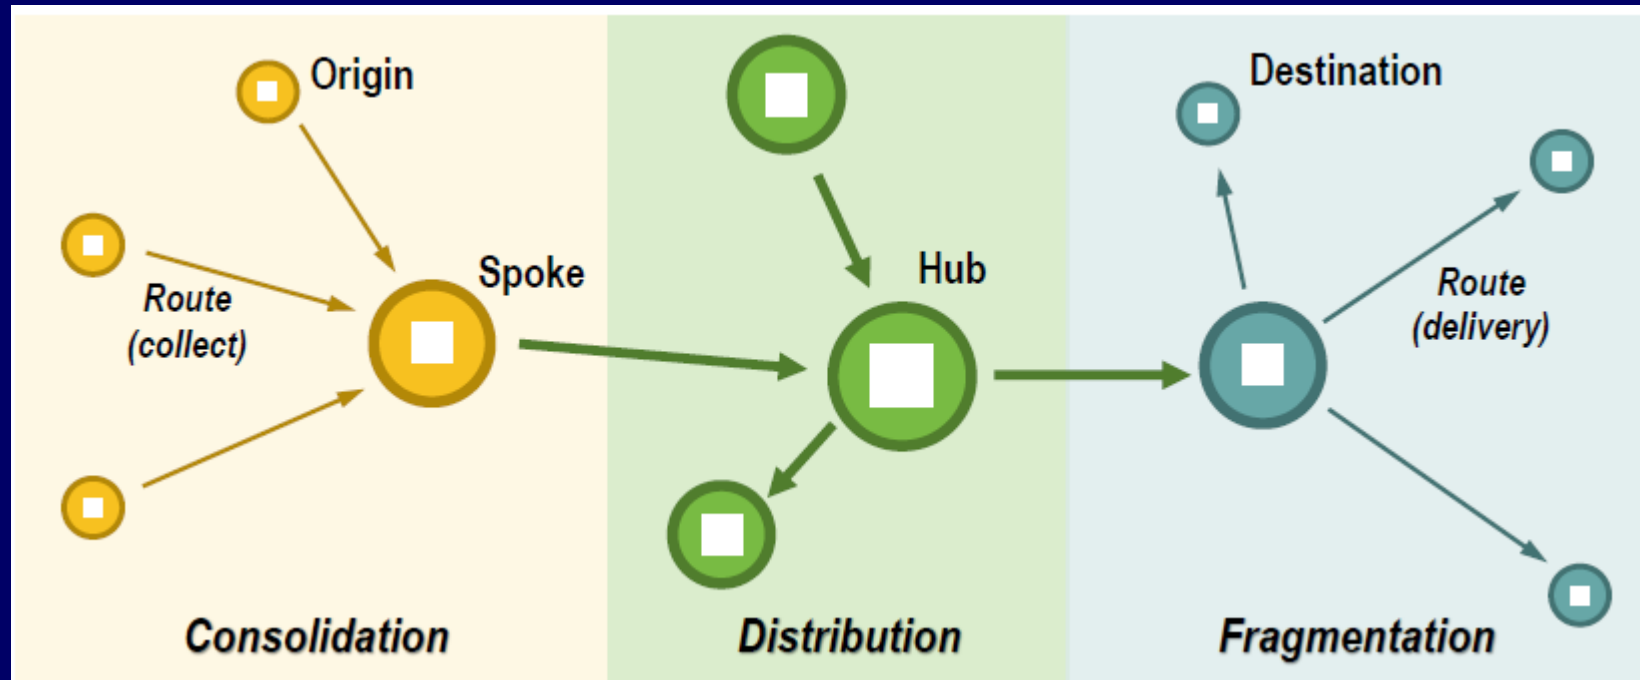 Origin
Destination
Spoke
Hub
Route
(collect)
Route
(delivery)
Consolidation
Distribution
Fragmentation